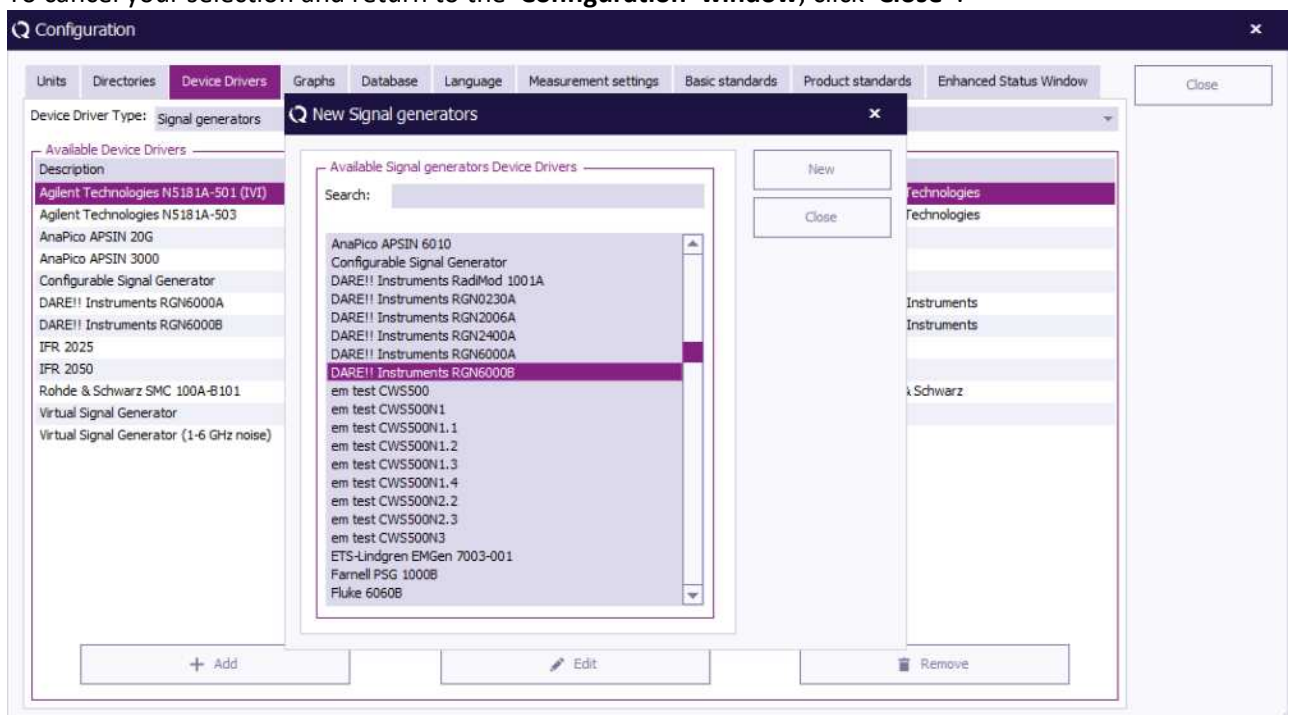 To cancel your selection and return to the 'Configuration' window, click 'Close'.
Configuration
Units Directories Device Drivers Graphs Database Language Measurement settings Basic standards Product standards Enhanced Status Window
Close
Device Driver Type: Signal generators
Available Device Drivers
Description
Agilent Technologies N5181A-501 (IVI)
Agilent Technologies N5181A-503
AnaPico APSIN 20G
AnaPico APSIN 3000
Configurable Signal Generator
DARE!! Instruments RGN6000A
DARE!! Instruments RGN6000B
IFR 2025
IFR 2050
Rohde & Schwarz SMC 100A-B101
Virtual Signal Generator
Virtual Signal Generator (1-6 GHz noise)
New Signal generators
Available Signal generators Device Drivers
Search:
AnaPico APSIN 6010
Configurable Signal Generator
DARE!! Instruments RadiMod 1001A
DARE!! Instruments RGN0230A
DARE!! Instruments RGN2006A
DARE!! Instruments RGN2400A
DARE!! Instruments RGN6000A
DARE!! Instruments RGN6000B
em test CWS500
em test CWS500N1
em test CWS500N1.1
em test CWS500N1.2
em test CWS500N1.3
em test CWS500N1.4
em test CWS500N2.2
em test CWS500N2.3
em test CWS500N3
ETS-Lindgren EMGen 7003-001
Farnell PSG 1000B
Fluke 6060B
New
Close
Technologies
Technologies
Instruments
Instruments
& Schwarz
+ Add
Edit
Remove